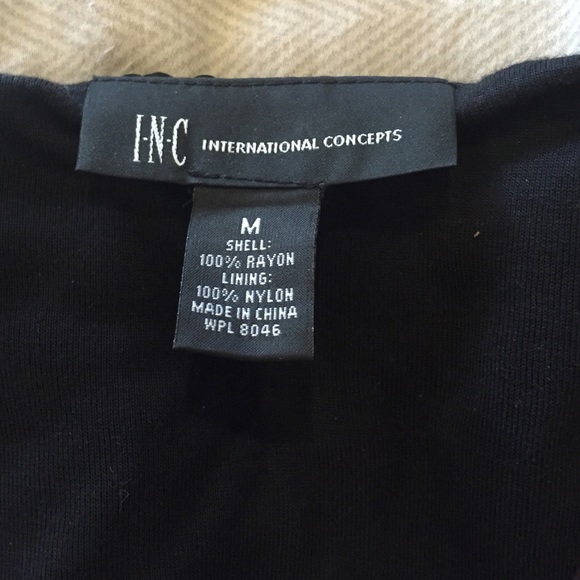 I·N·C INTERNATIONAL CONCEPTS
M
SHELL:
100% RAYON
LINING:
100% NYLON
MADE IN CHINA
WPL 8046